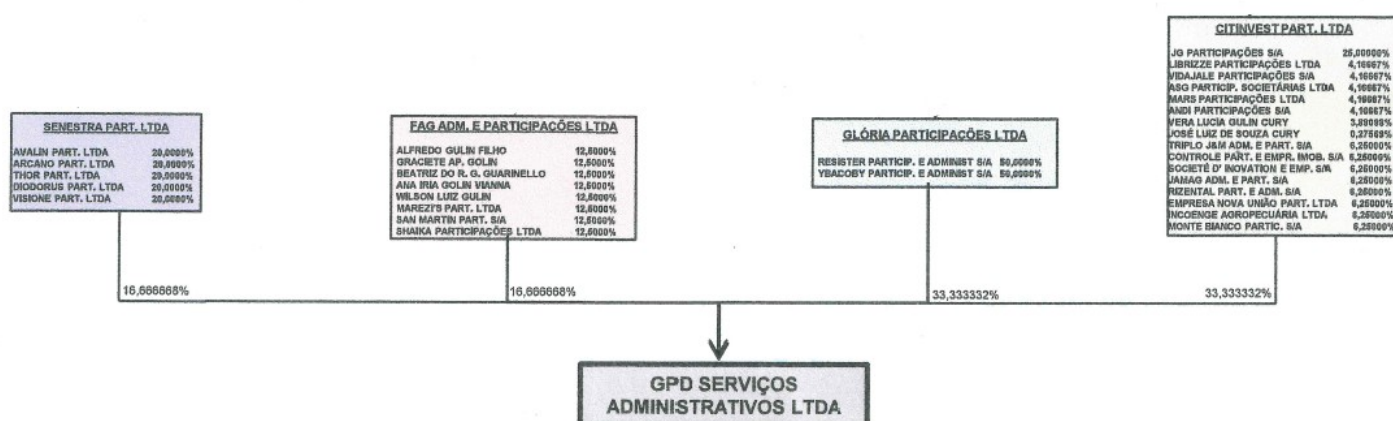 SENESTRA PART. LTDA
AVALIN PART. LTDA 20,0000%
ARCANO PART. LTDA 20,0000%
THOR PART. LTDA 20,0000%
DIODORUS PART. LTDA 20,0000%
VISIONE PART. LTDA 20,0000%
FAG ADM. E PARTICIPAÇÕES LTDA
ALFREDO GULIN FILHO 12,5000%
GRACIETE AP. GOLIN 12,5000%
BEATRIZ DO R. G. GUARINELLO 12,5000%
ANA IRIA GOLIN VIANNA 12,5000%
WILSON LUIZ GULIN 12,5000%
MAREZI'S PART. LTDA 12,5000%
SAN MARTIN PART. S/A 12,5000%
SHAIKA PARTICIPAÇÕES LTDA 12,5000%
GLÓRIA PARTICIPAÇÕES LTDA
RESISTER PARTICIP. E ADMINIST S/A 50,0000%
YBACOBY PARTICIP. E ADMINIST S/A 50,0000%
CITINVEST PART. LTDA
JG PARTICIPAÇÕES S/A 25,00000%
LIBRIZZE PARTICIPAÇÕES LTDA 4,16667%
VIDAJALE PARTICIPAÇÕES S/A 4,16667%
ASG PARTICIP. SOCIETÁRIAS LTDA 4,16667%
MARS PARTICIPAÇÕES LTDA 4,16667%
ANDI PARTICIPAÇÕES S/A 4,16667%
VERA LUCÍA GULIN CURY 3,89098%
JOSÉ LUIZ DE SOUZA CURY 0,27569%
TRIPLO J&M ADM. E PART. S/A 6,25000%
CONTROLE PART. E EMPR. IMOB. S/A 6,25000%
SOCIETÉ D' INOVATION E EMP. S/A 6,25000%
JAMAG ADM. E PART. S/A 6,25000%
RIZENTAL PART. E ADM. S/A 6,25000%
EMPRESA NOVA UNIÃO PART. LTDA 6,25000%
INCOENGE AGROPECUÁRIA LTDA 6,25000%
MONTE BIANCO PARTIC. S/A 6,25000%
16,666668%
16,666668%
33,333332%
33,333332%
GPD SERVIÇOS
ADMINISTRATIVOS LTDA